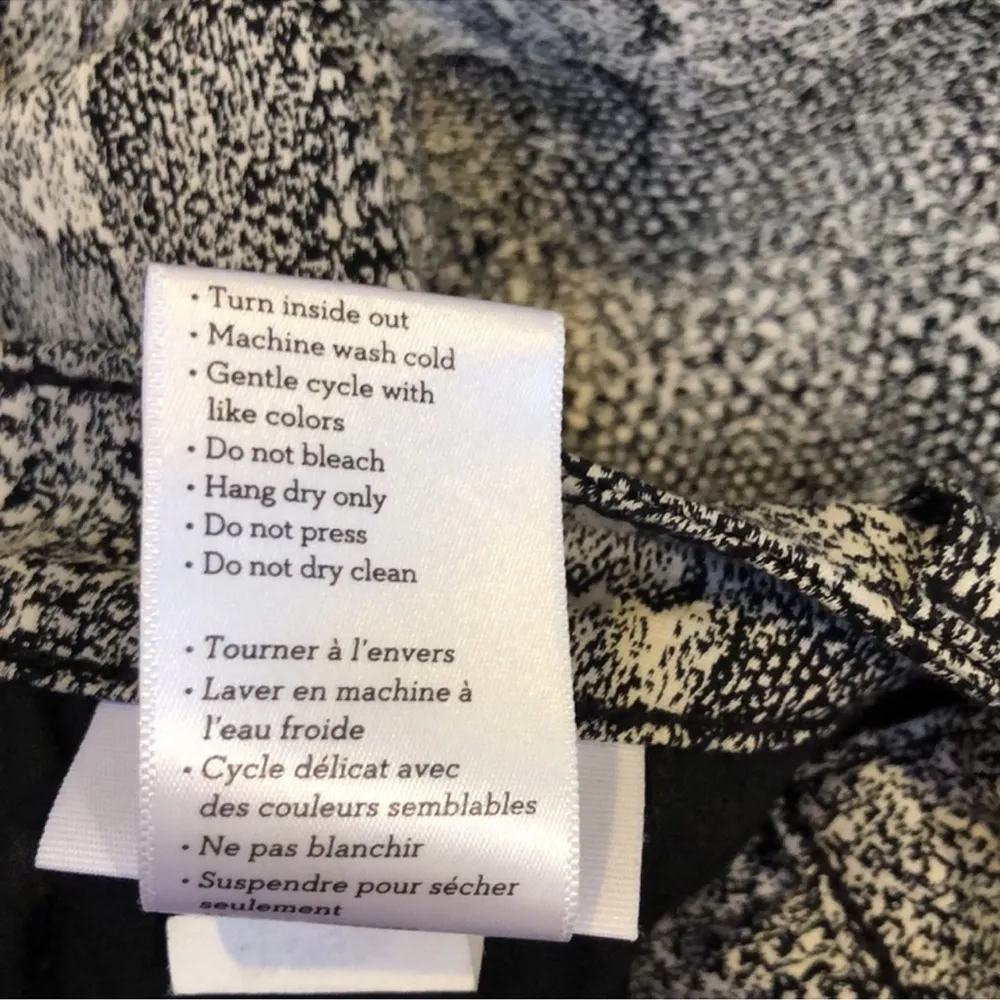 • Turn inside out
• Machine wash cold
• Gentle cycle with
like colors
• Do not bleach
• Hang dry only
• Do not press
• Do not dry clean
• Tourner à l'envers
• Laver en machine à
l'eau froide
• Cycle délicat avec
des couleurs semblables
• Ne pas blanchir
• Suspendre pour sécher
seulement